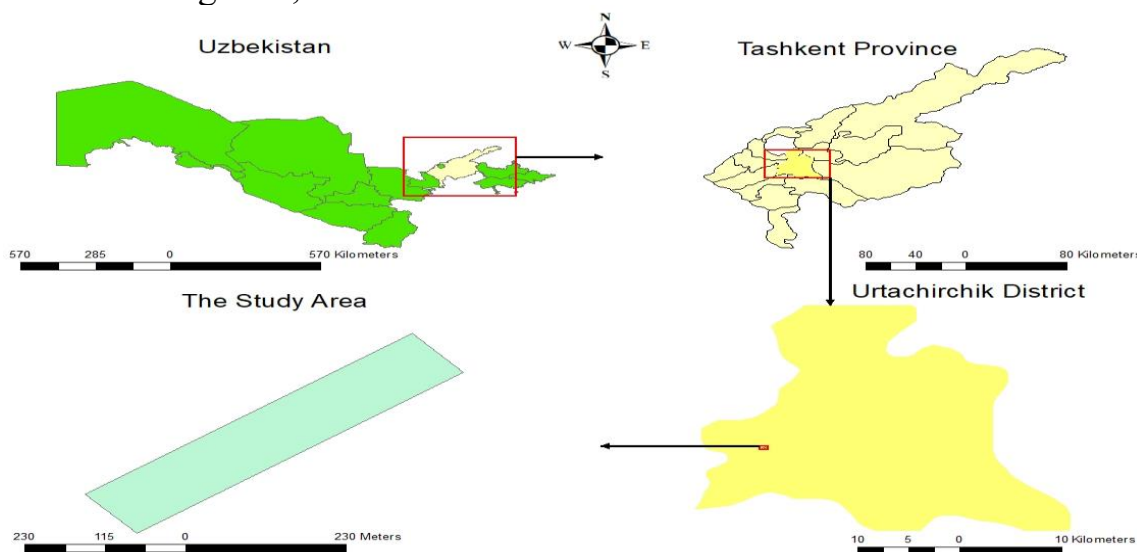 N
Uzbekistan
W E
Tashkent Province
S
570 285 0 570 Kilometers
80 40 0 80 Kilometers
The Study Area
Urtachirchik District
230 115 0 230 Meters
10 5 0 10 Kilometers